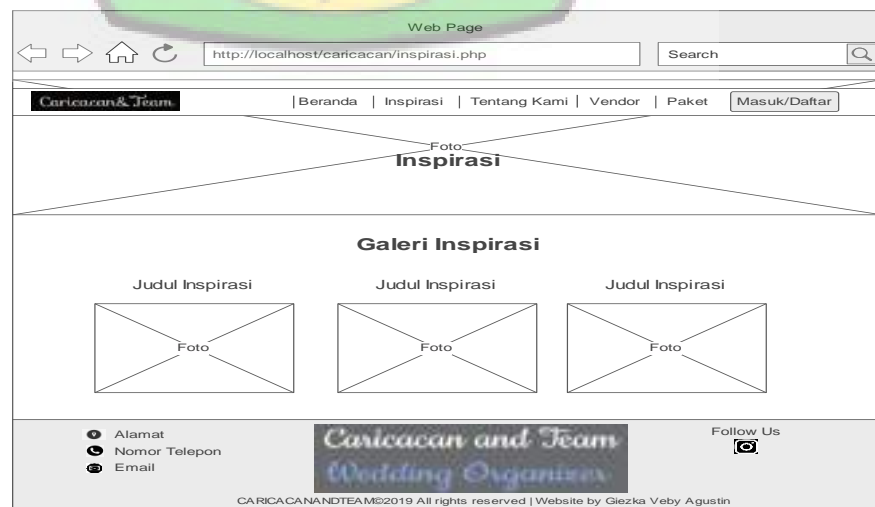 Web Page
http://localhost/caricacan/inspirasi.php
Search
Caricacan & Team
| Beranda | Inspirasi | Tentang Kami | Vendor | Paket Masuk/Daftar
Foto
Inspirasi
Galeri Inspirasi
Judul Inspirasi Judul Inspirasi Judul Inspirasi
Foto Foto Foto
Alamat
Nomor Telepon
Email
Caricacan and Team
Wedding Organizer
Follow Us
CARICACANANDTEAM©2019 All rights reserved | Website by Giezka Veby Agustin